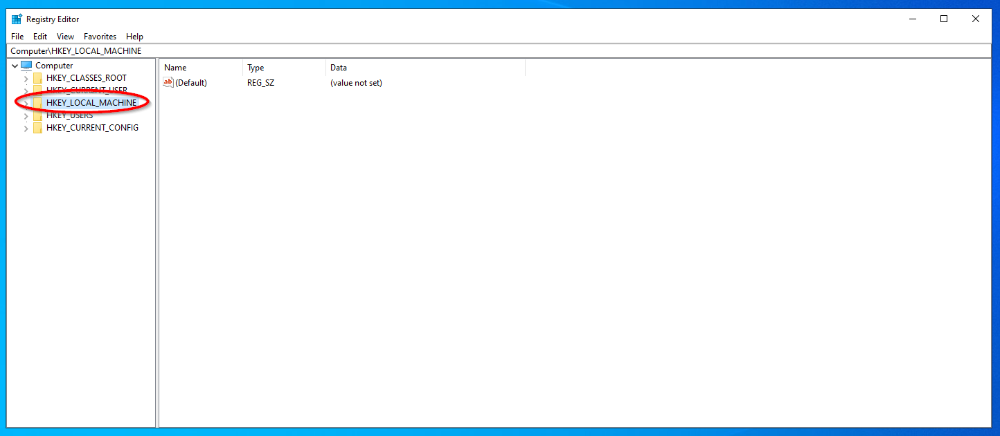 Registry Editor
File Edit View Favorites Help
Computer\HKEY_LOCAL_MACHINE
Computer
HKEY_CLASSES_ROOT
HKEY_CURRENT_USER
HKEY_LOCAL_MACHINE
HKEY_USERS
HKEY_CURRENT_CONFIG
Name Type Data
ab (Default) REG_SZ (value not set)